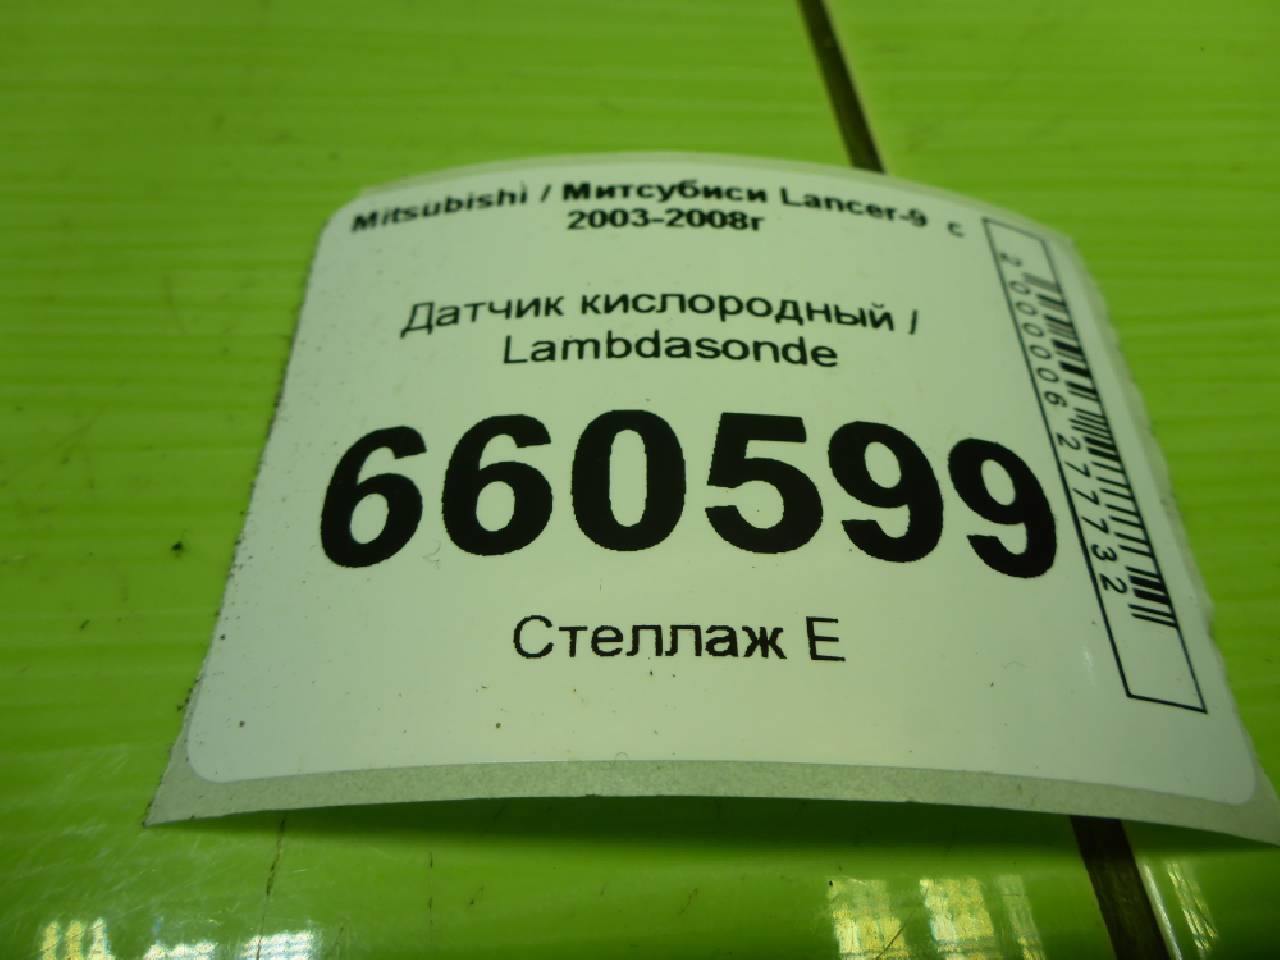 Mitsubishi / Митсубиси Lancer-9 с
2003-2008г
Датчик кислородный /
Lambdasonde
660599
Стеллаж Е
2000006277732